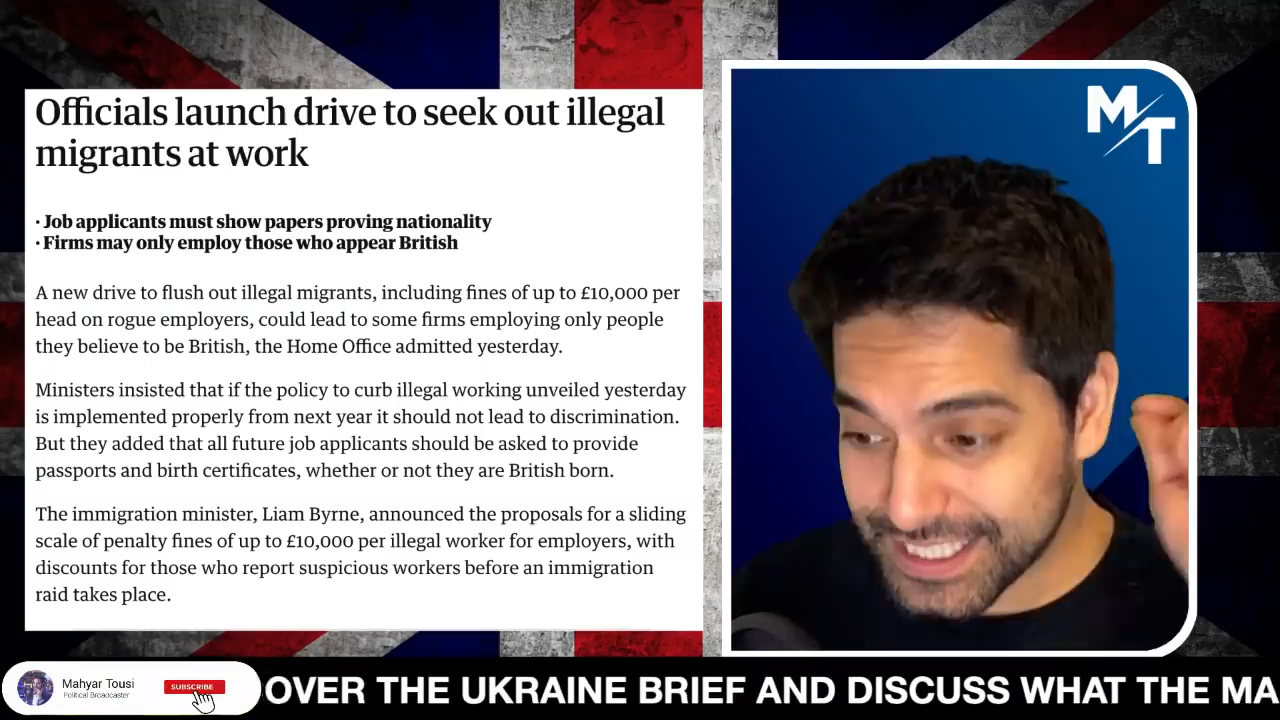 Officials launch drive to seek out illegal
migrants at work
· Job applicants must show papers proving nationality
· Firms may only employ those who appear British
A new drive to flush out illegal migrants, including fines of up to £10,000 per
head on rogue employers, could lead to some firms employing only people
they believe to be British, the Home Office admitted yesterday.
Ministers insisted that if the policy to curb illegal working unveiled yesterday
is implemented properly from next year it should not lead to discrimination.
But they added that all future job applicants should be asked to provide
passports and birth certificates, whether or not they are British born.
The immigration minister, Liam Byrne, announced the proposals for a sliding
scale of penalty fines of up to £10,000 per illegal worker for employers, with
discounts for those who report suspicious workers before an immigration
raid takes place.
M/T
Mahyar Tousi
Political Broadcaster
SUBSCRIBE
OVER THE UKRAINE BRIEF AND DISCUSS WHAT THE MA